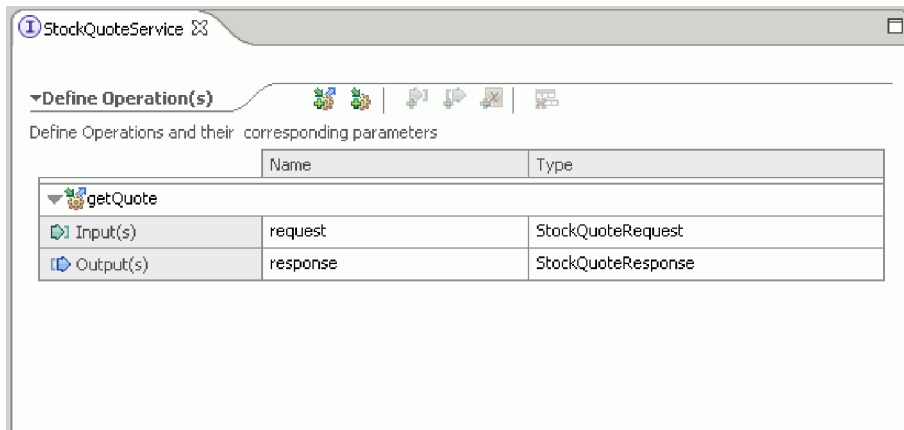 StockQuoteService
Define Operation(s)
Define Operations and their corresponding parameters
Name Type
getQuote
Input(s) request StockQuoteRequest
Output(s) response StockQuoteResponse